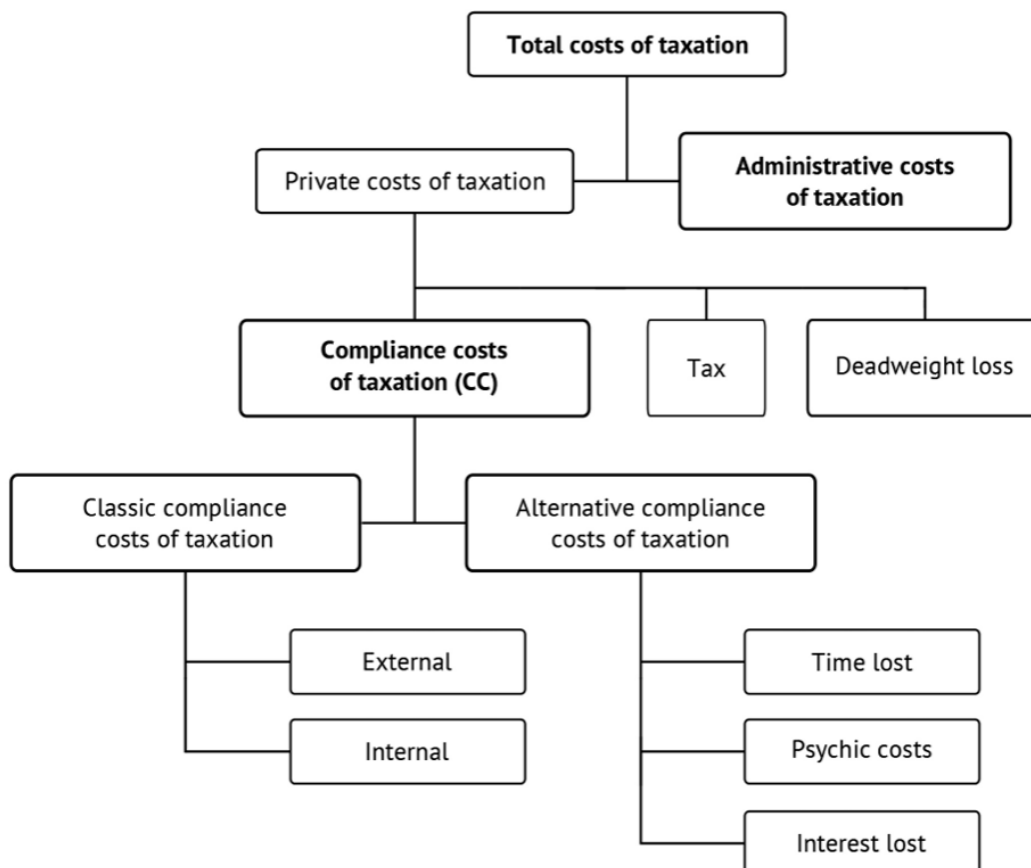 Total costs of taxation
Private costs of taxation
Administrative costs
of taxation
Compliance costs
of taxation (CC)
Tax
Deadweight loss
Classic compliance
costs of taxation
Alternative compliance
costs of taxation
External
Internal
Time lost
Psychic costs
Interest lost